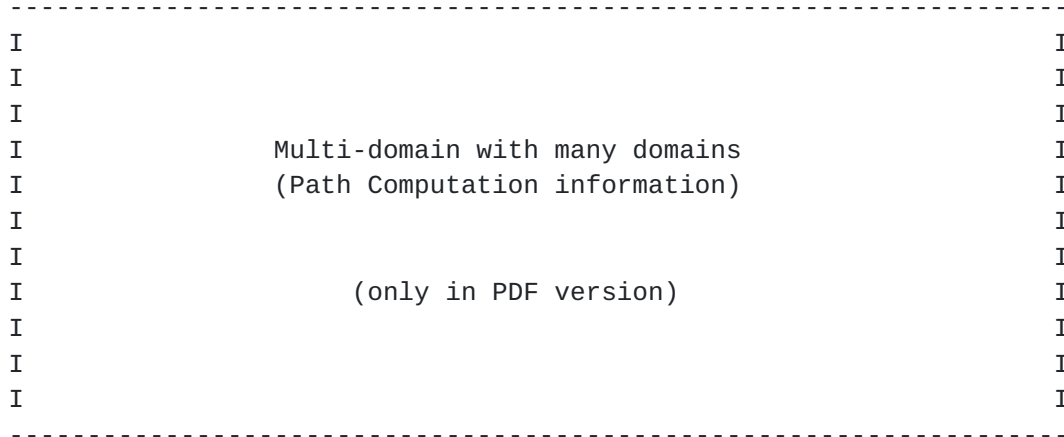 --------------------------------------------------------------------
I I
I I
I I
I Multi-domain with many domains I
I (Path Computation information) I
I I
I I
I (only in PDF version) I
I I
I I
I I
--------------------------------------------------------------------